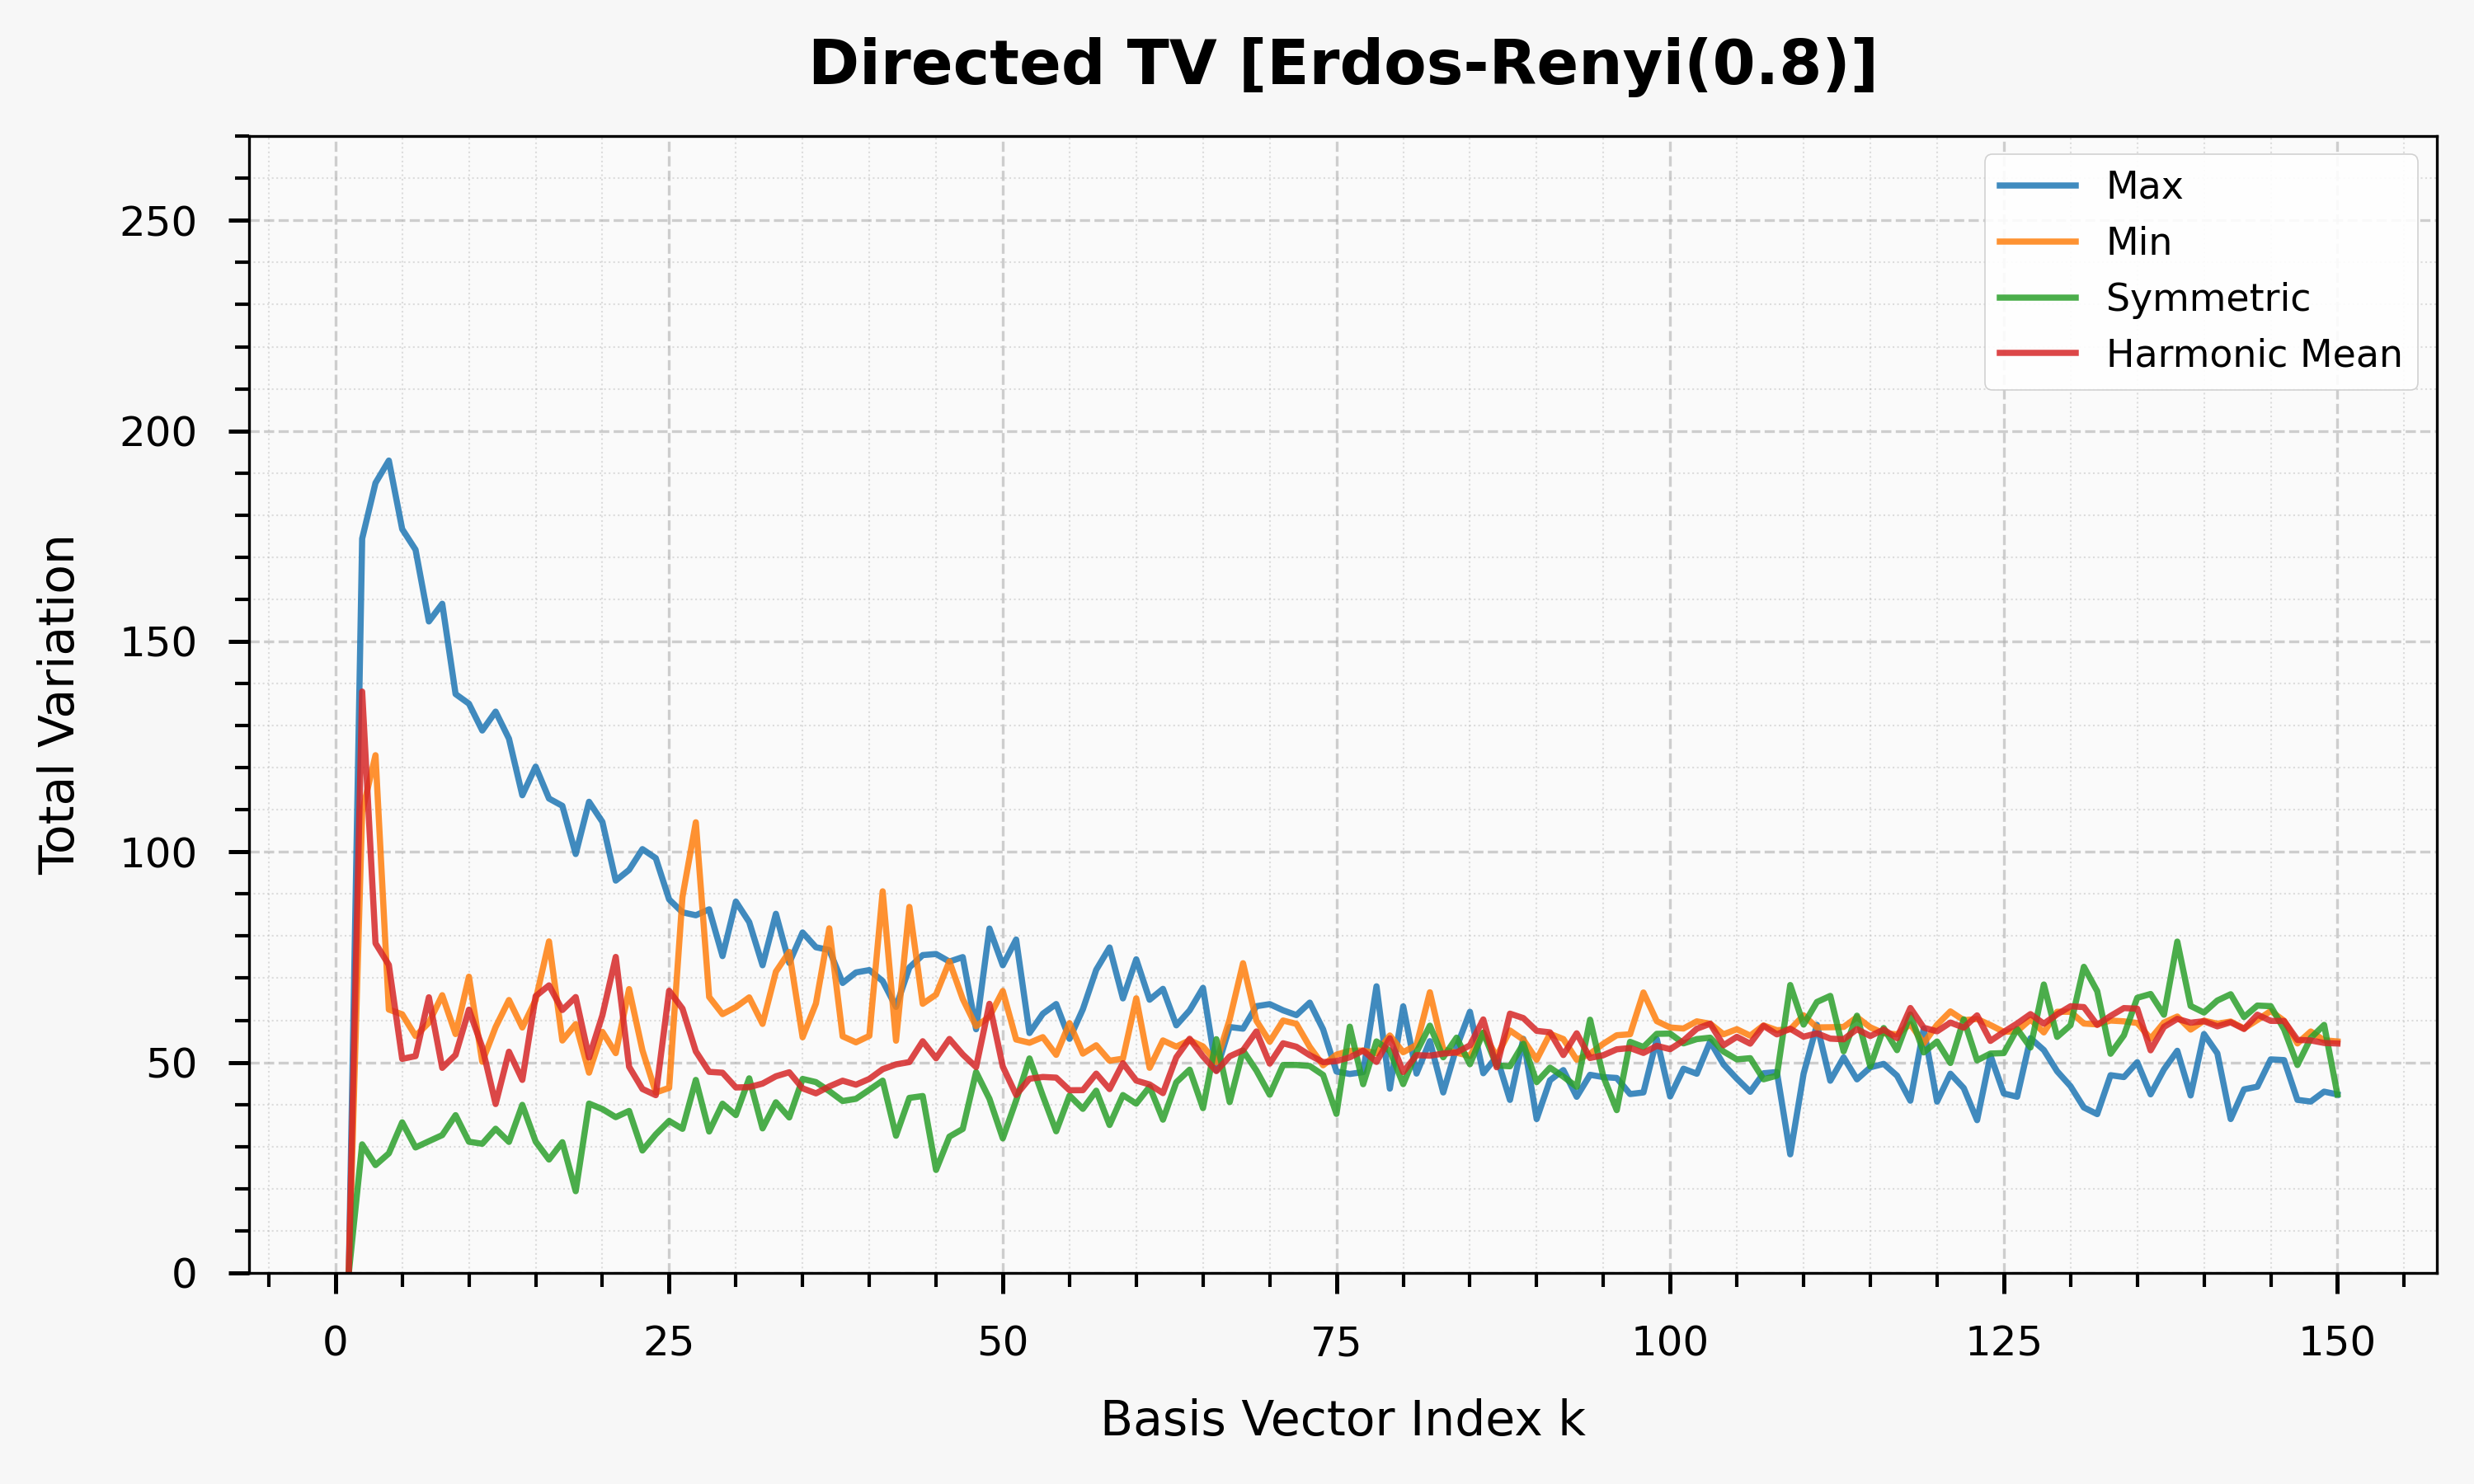 Directed TV [Erdos-Renyi(0.8)]
Total Variation
250
200
150
100
50
0
Max
Min
Symmetric
Harmonic Mean
0 25 50 75 100 125 150
Basis Vector Index k